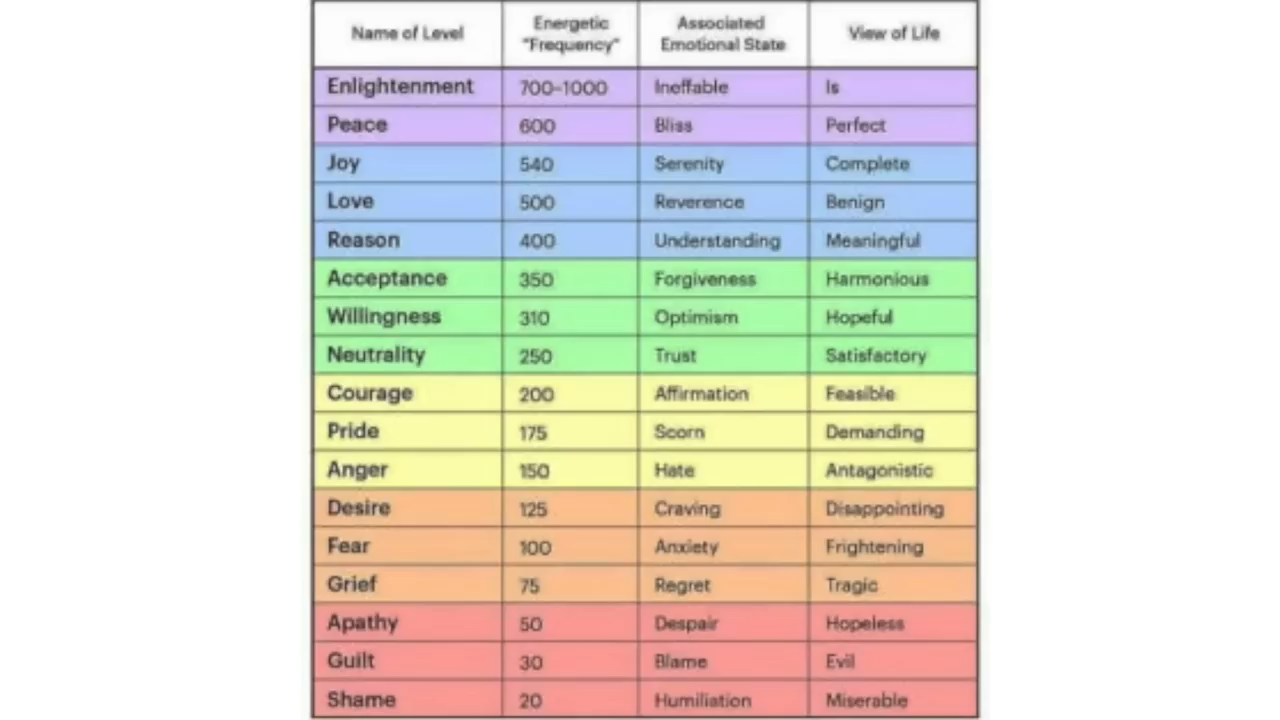 Name of Level Energetic "Frequency" Associated Emotional State View of Life
Enlightenment 700-1000 Ineffable Is
Peace 600 Bliss Perfect
Joy 540 Serenity Complete
Love 500 Reverence Benign
Reason 400 Understanding Meaningful
Acceptance 350 Forgiveness Harmonious
Willingness 310 Optimism Hopeful
Neutrality 250 Trust Satisfactory
Courage 200 Affirmation Feasible
Pride 175 Scorn Demanding
Anger 150 Hate Antagonistic
Desire 125 Craving Disappointing
Fear 100 Anxiety Frightening
Grief 75 Regret Tragic
Apathy 50 Despair Hopeless
Guilt 30 Blame Evil
Shame 20 Humiliation Miserable